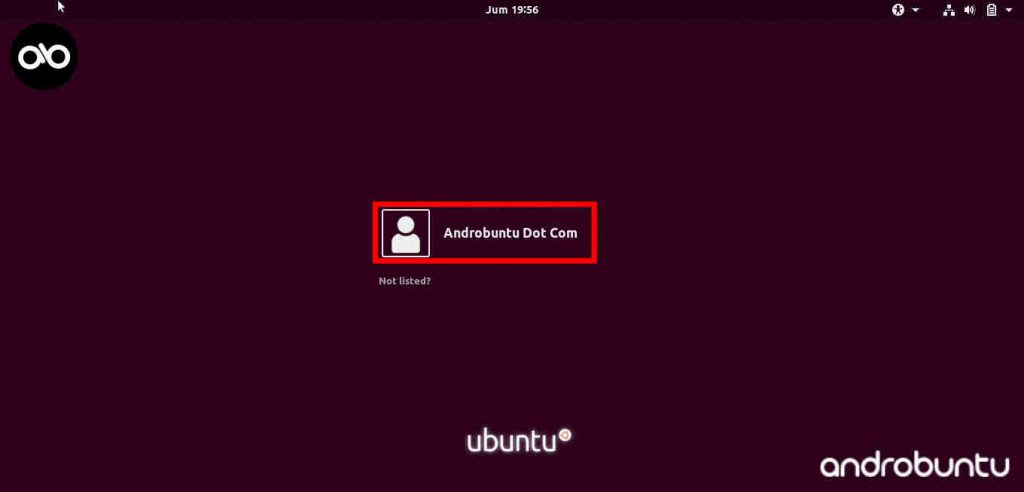 Jum 19:56
Androbuntu Dot Com
Not listed?
ubuntu
androbuntu